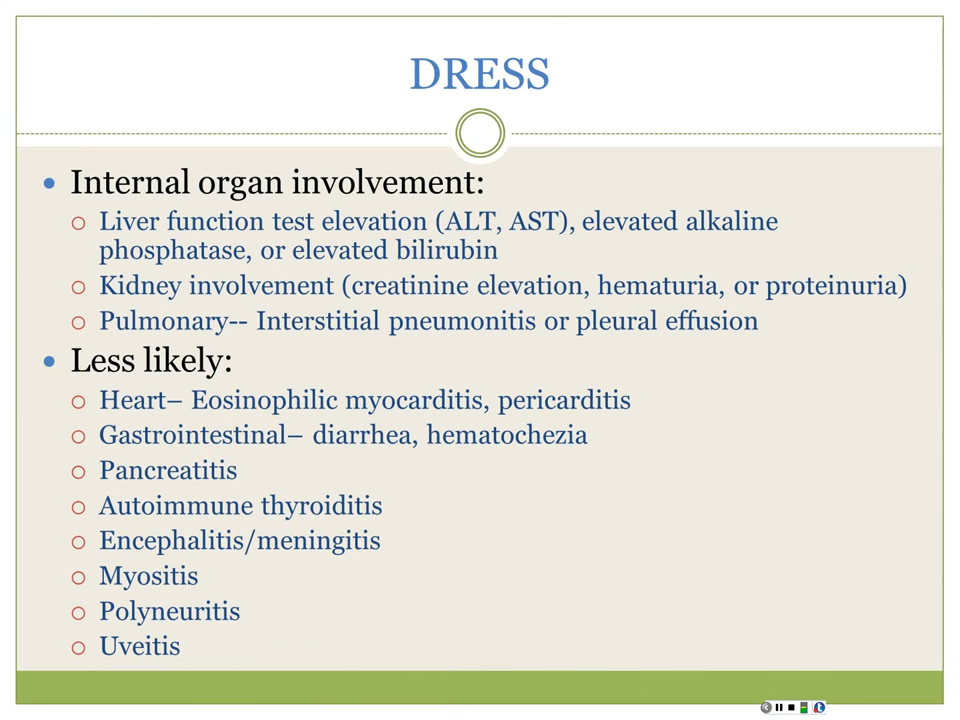 DRESS
Internal organ involvement:
Liver function test elevation (ALT, AST), elevated alkaline
phosphatase, or elevated bilirubin
Kidney involvement (creatinine elevation, hematuria, or proteinuria)
Pulmonary-- Interstitial pneumonitis or pleural effusion
Less likely:
Heart– Eosinophilic myocarditis, pericarditis
Gastrointestinal– diarrhea, hematochezia
Pancreatitis
Autoimmune thyroiditis
Encephalitis/meningitis
Myositis
Polyneuritis
Uveitis